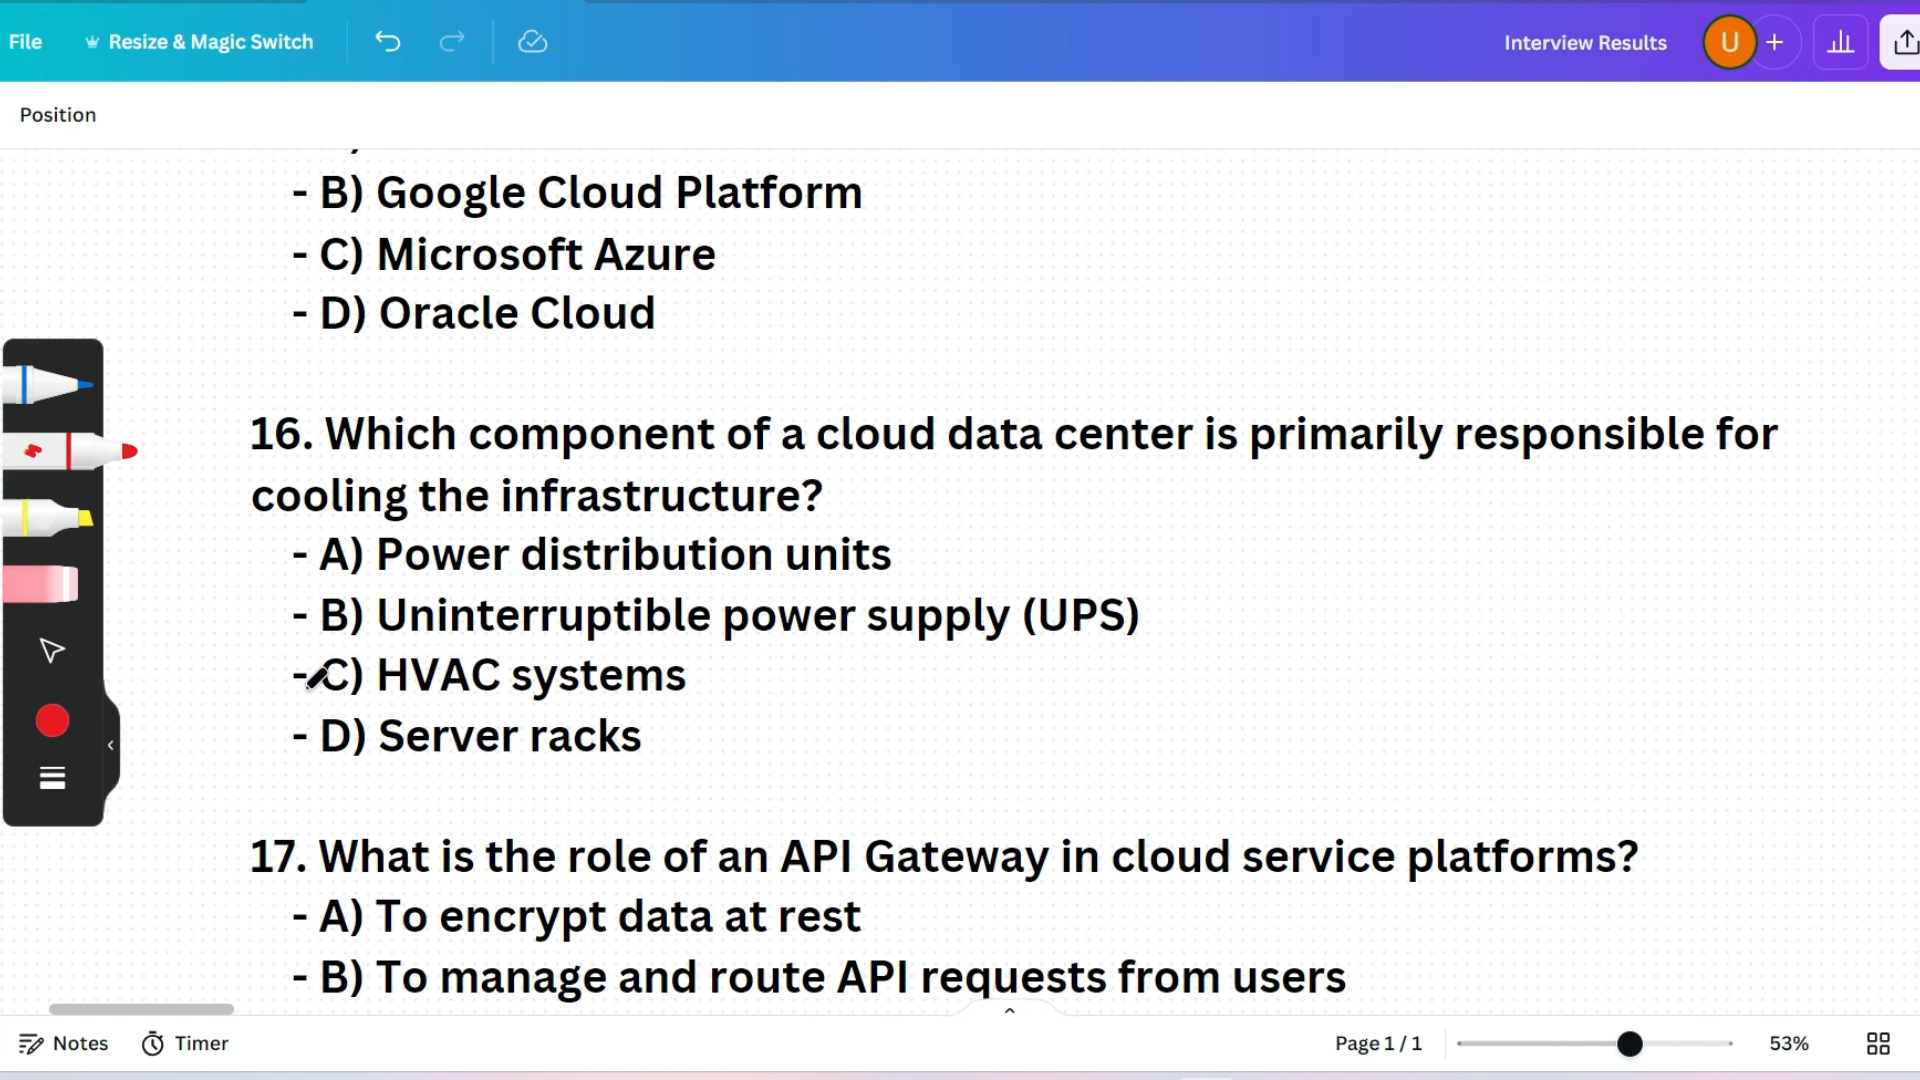 File
Resize & Magic Switch
Interview Results
U
Position
- B) Google Cloud Platform
- C) Microsoft Azure
- D) Oracle Cloud
16. Which component of a cloud data center is primarily responsible for
cooling the infrastructure?
- A) Power distribution units
- B) Uninterruptible power supply (UPS)
- C) HVAC systems
- D) Server racks
17. What is the role of an API Gateway in cloud service platforms?
- A) To encrypt data at rest
- B) To manage and route API requests from users
Notes
Timer
Page 1 / 1
53%